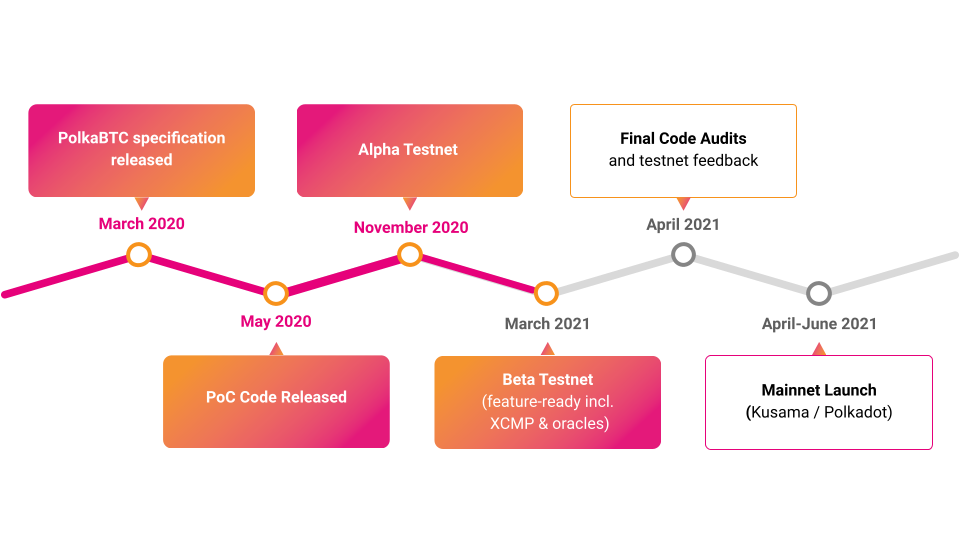 PolkaBTC specification
released
March 2020
May 2020
PoC Code Released
Alpha Testnet
November 2020
March 2021
Beta Testnet
(feature-ready incl.
XCMP & oracles)
Final Code Audits
and testnet feedback
April 2021
April-June 2021
Mainnet Launch
(Kusama / Polkadot)